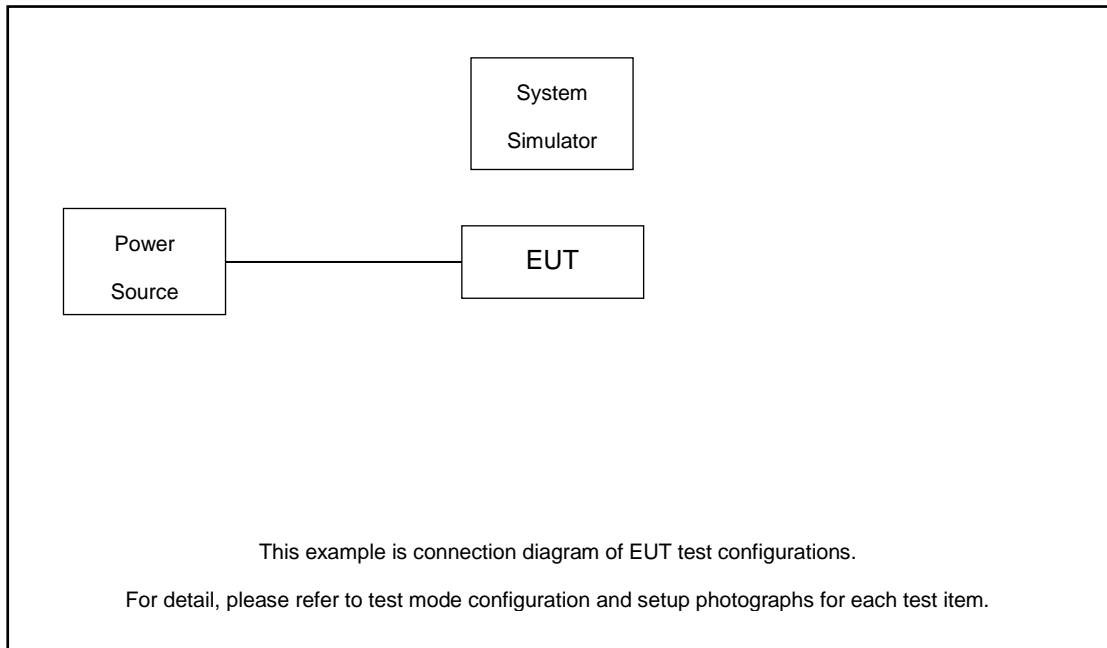 System
Simulator
Power
Source
EUT
This example is connection diagram of EUT test configurations.
For detail, please refer to test mode configuration and setup photographs for each test item.